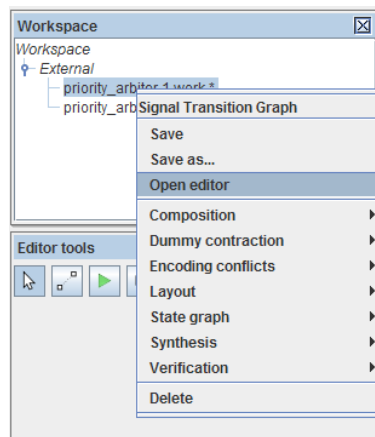 Workspace
Workspace
External
priority_arbiter 1.work *
priority_arb
Signal Transition Graph
Save
Save as...
Open editor
Composition
Dummy contraction
Encoding conflicts
Layout
State graph
Synthesis
Verification
Delete
Editor tools